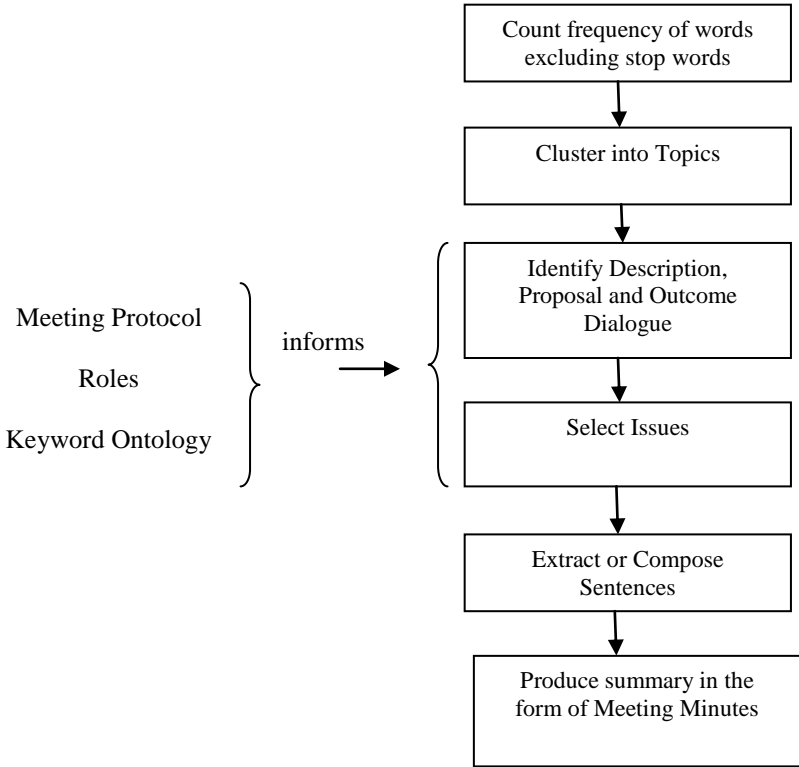 Count frequency of words
excluding stop words
Cluster into Topics
Identify Description,
Proposal and Outcome
Dialogue
Meeting Protocol
informs
Roles
Select Issues
Keyword Ontology
Extract or Compose
Sentences
Produce summary in the
form of Meeting Minutes